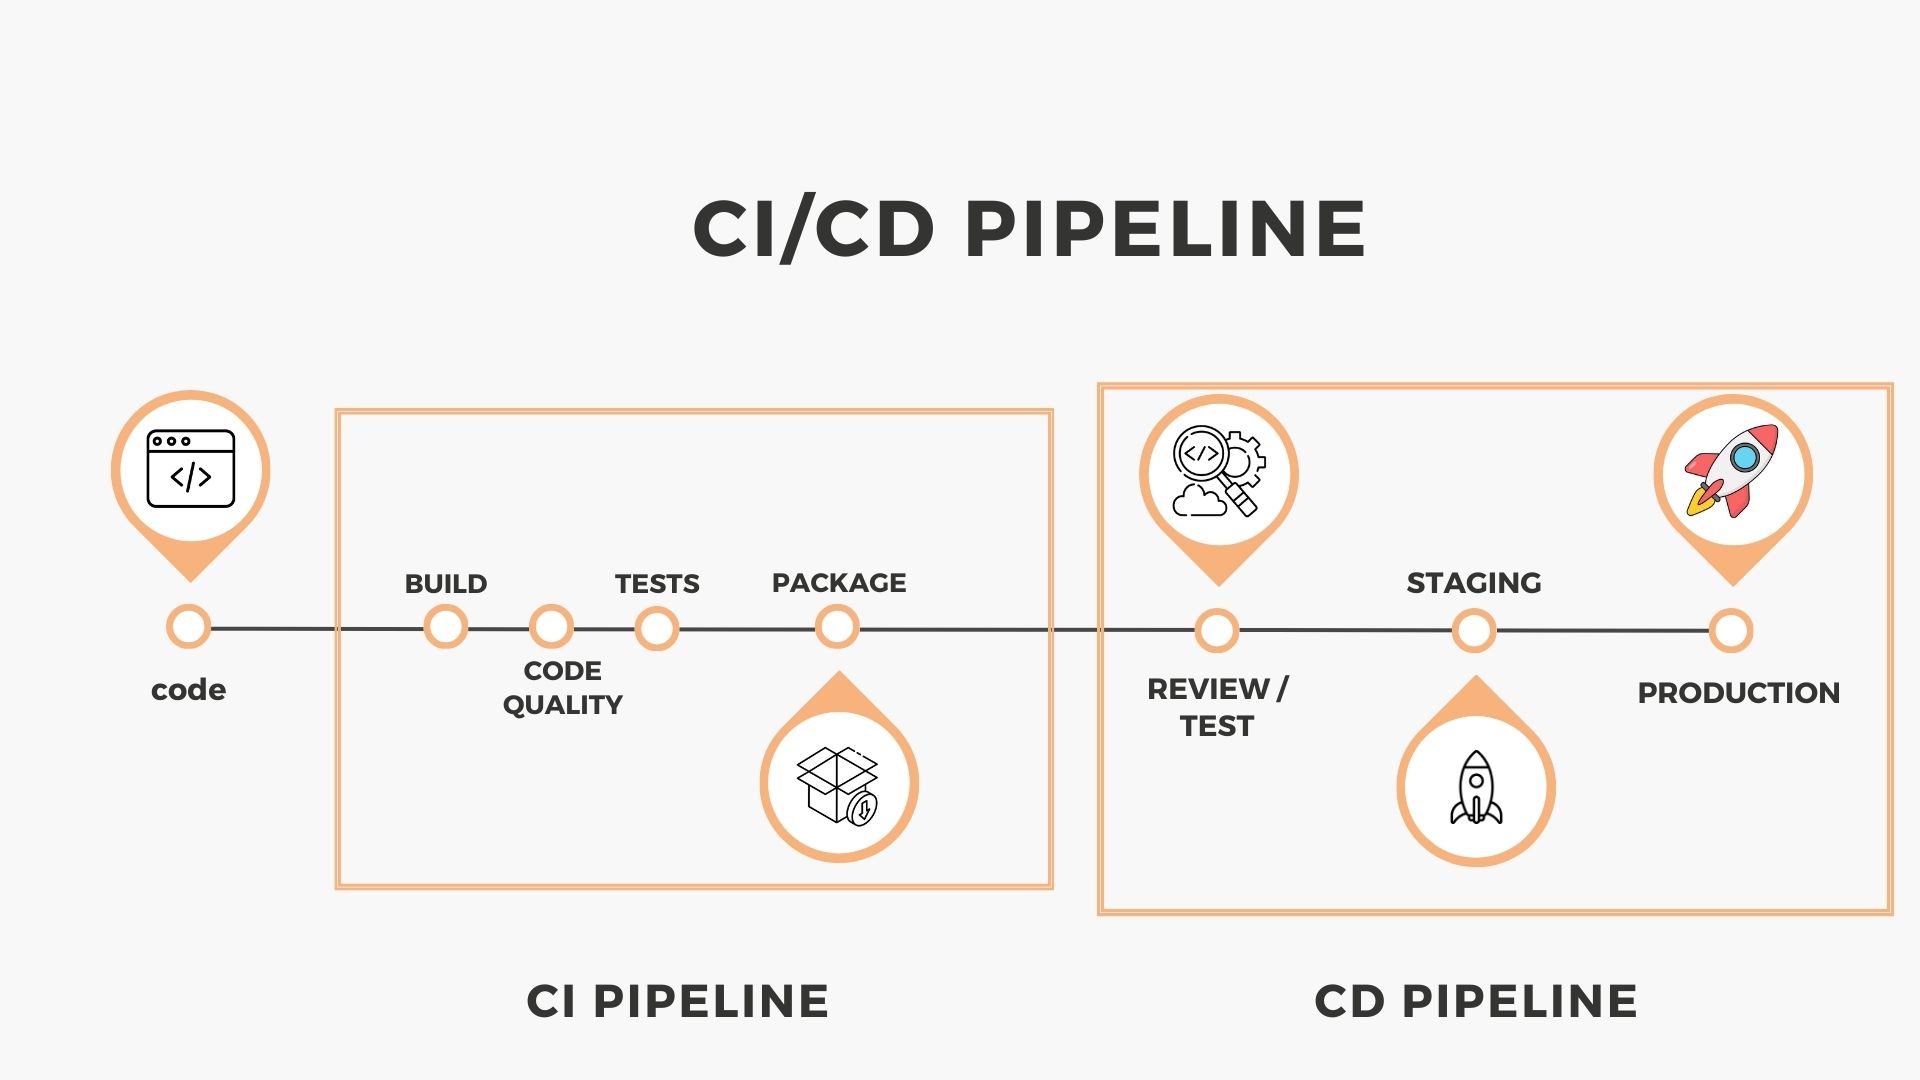 CI/CD PIPELINE
code
BUILD
CODE
QUALITY
TESTS
PACKAGE
REVIEW /
TEST
STAGING
PRODUCTION
CI PIPELINE
CD PIPELINE